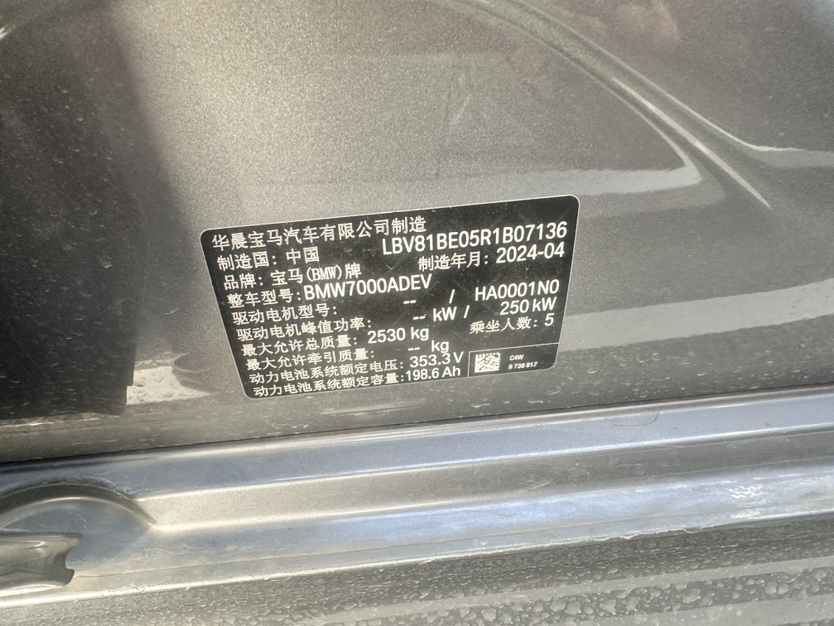 华晨宝马汽车有限公司制造
制造国：中国 LBV81BE05R1B07136
品牌：宝马(BMW)牌 制造年月：2024-04
整车型号：BMW7000ADEV
驱动电机型号： -- / HA0001N0
驱动电机峰值功率： -- kW / 250 kW
最大允许总质量：2530 kg 乘坐人数：5
最大允许牵引质量： -- kg
动力电池系统额定电压：353.3 V
动力电池系统额定容量：198.6 Ah
C4W
8 738 817